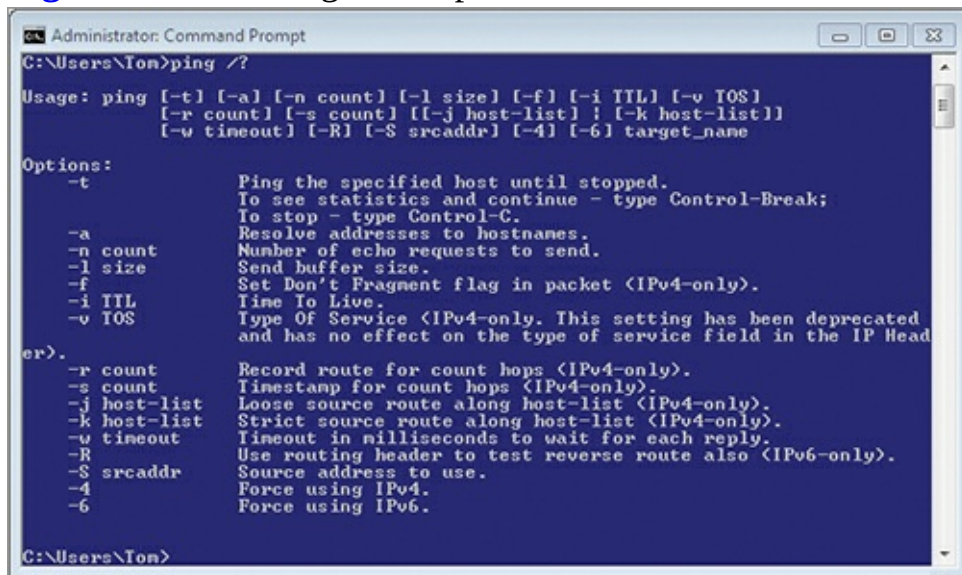 Administrator: Command Prompt
C:\Users\Tom>ping /?
Usage: ping [-t] [-a] [-n count] [-l size] [-f] [-i TTL] [-v TOS]
[-r count] [-s count] [[-j host-list] | [-k host-list]]
[-w timeout] [-R] [-S srcaddr] [-4] [-6] target_name
Options:
-t Ping the specified host until stopped.
To see statistics and continue - type Control-Break;
To stop - type Control-C.
-a Resolve addresses to hostnames.
-n count Number of echo requests to send.
-l size Send buffer size.
-f Set Don't Fragment flag in packet (IPv4-only).
-i TTL Time To Live.
-v TOS Type Of Service (IPv4-only. This setting has been deprecated
and has no effect on the type of service field in the IP Head
er).
-r count Record route for count hops (IPv4-only).
-s count Timestamp for count hops (IPv4-only).
-j host-list Loose source route along host-list (IPv4-only).
-k host-list Strict source route along host-list (IPv4-only).
-w timeout Timeout in milliseconds to wait for each reply.
-R Use routing header to test reverse route also (IPv6-only).
-S srcaddr Source address to use.
-4 Force using IPv4.
-6 Force using IPv6.
C:\Users\Tom>